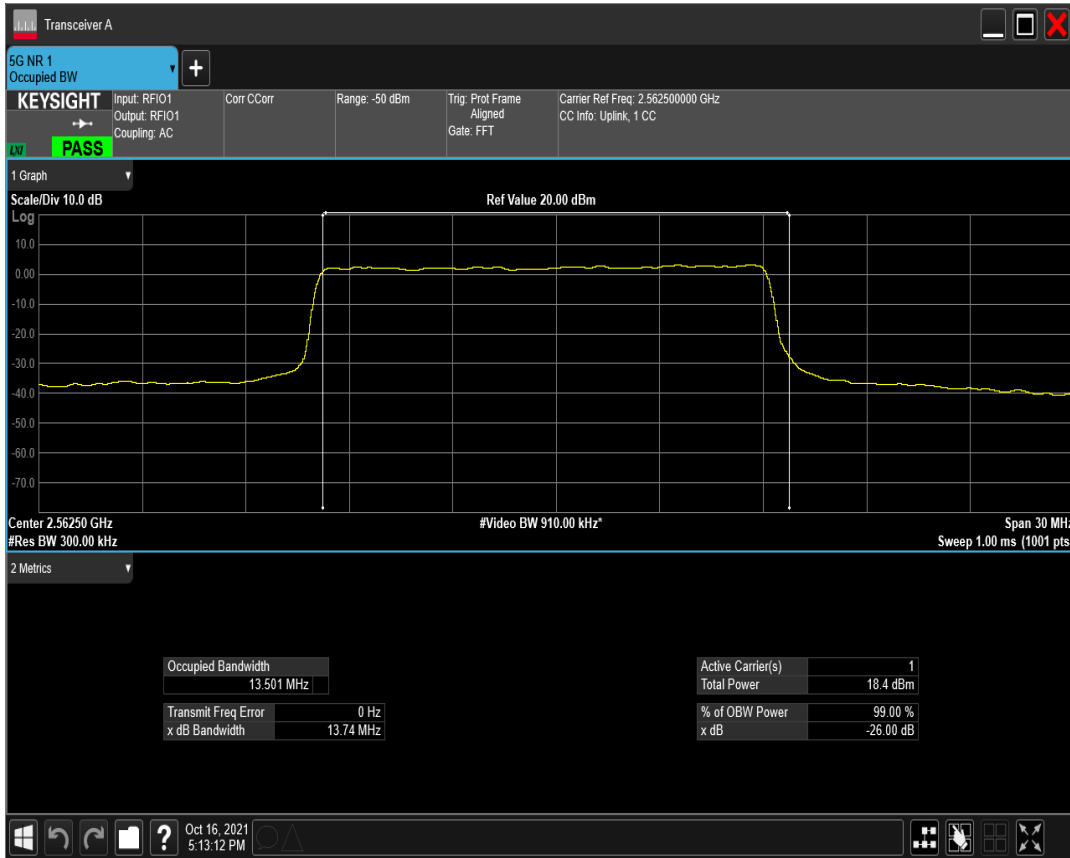 Transceiver A
5G NR 1
Occupied BW
+
KEYSIGHT
LXI
PASS
Input: RFIO1
Output: RFIO1
Coupling: AC
Corr CCorr
Range: -50 dBm
Trig: Prot Frame
Aligned
Gate: FFT
Carrier Ref Freq: 2.562500000 GHz
CC Info: Uplink, 1 CC
1 Graph
Scale/Div 10.0 dB
Ref Value 20.00 dBm
Log
10.0
0.00
-10.0
-20.0
-30.0
-40.0
-50.0
-60.0
-70.0
Center 2.56250 GHz
#Video BW 910.00 kHz*
Span 30 MHz
#Res BW 300.00 kHz
Sweep 1.00 ms (1001 pts
2 Metrics
Occupied Bandwidth
13.501 MHz
Transmit Freq Error 0 Hz
x dB Bandwidth 13.74 MHz
Active Carrier(s) 1
Total Power 18.4 dBm
% of OBW Power 99.00 %
x dB -26.00 dB
?
Oct 16, 2021
5:13:12 PM